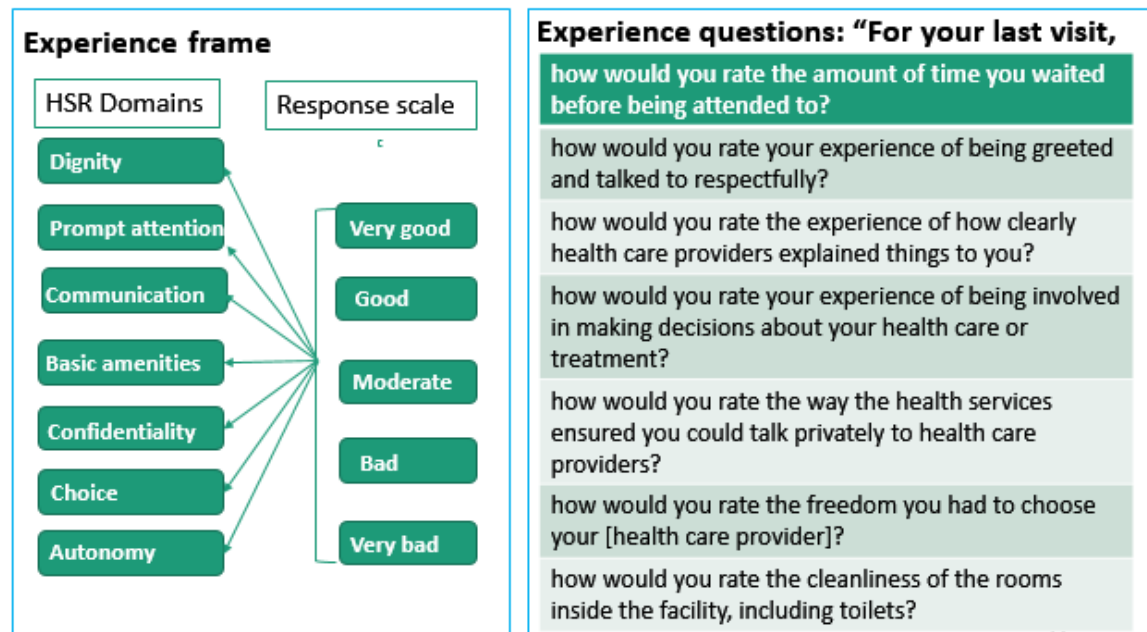 Experience frame
HSR Domains
Response scale
c
Dignity
Prompt attention
Communication
Basic amenities
Confidentiality
Choice
Autonomy
Very good
Good
Moderate
Bad
Very bad
Experience questions: “For your last visit,
how would you rate the amount of time you waited
before being attended to?
how would you rate your experience of being greeted
and talked to respectfully?
how would you rate the experience of how clearly
health care providers explained things to you?
how would you rate your experience of being involved
in making decisions about your health care or
treatment?
how would you rate the way the health services
ensured you could talk privately to health care
providers?
how would you rate the freedom you had to choose
your [health care provider]?
how would you rate the cleanliness of the rooms
inside the facility, including toilets?